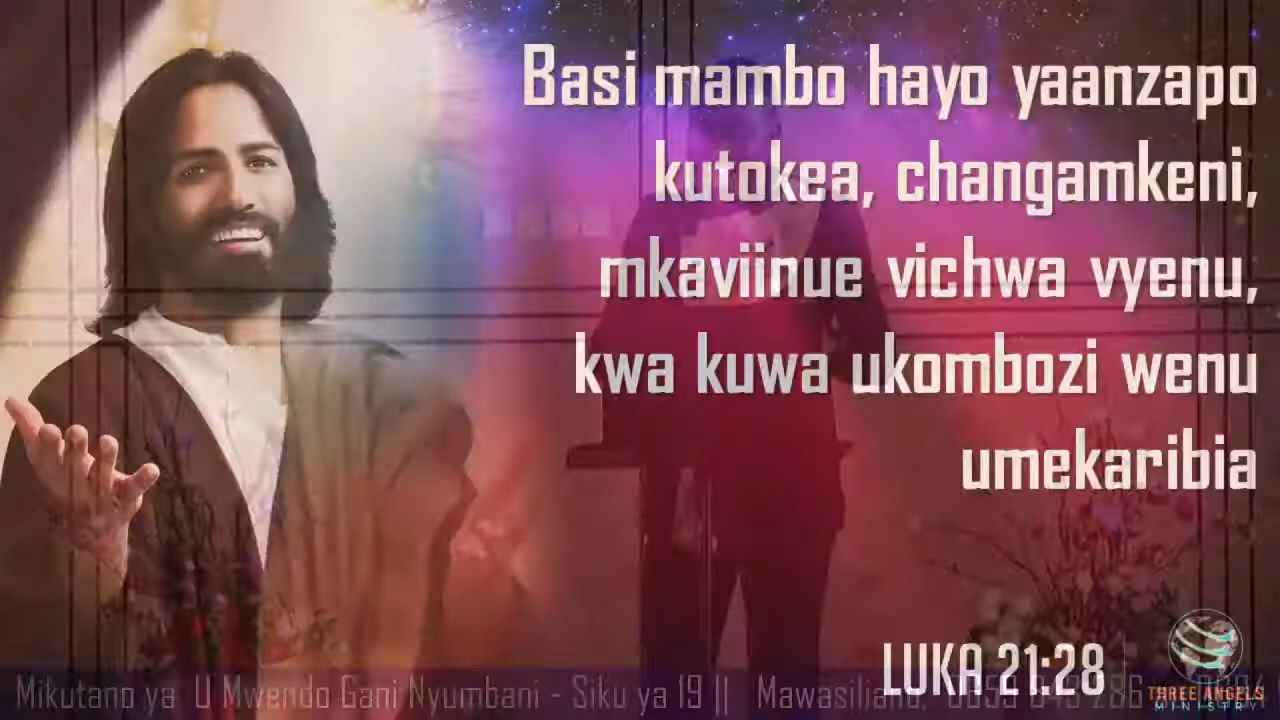 Basi mambo hayo yaanzapo
kutokea, changamkeni,
mkaviinue vichwa vyenu,
kwa kuwa ukombozi wenu
umekaribia
LUKA 21:28
Mikutano ya U Mwendo Gani Nyumbani - Siku ya 19 || Mawasiliano:
THREE ANGELS
MINISTRY